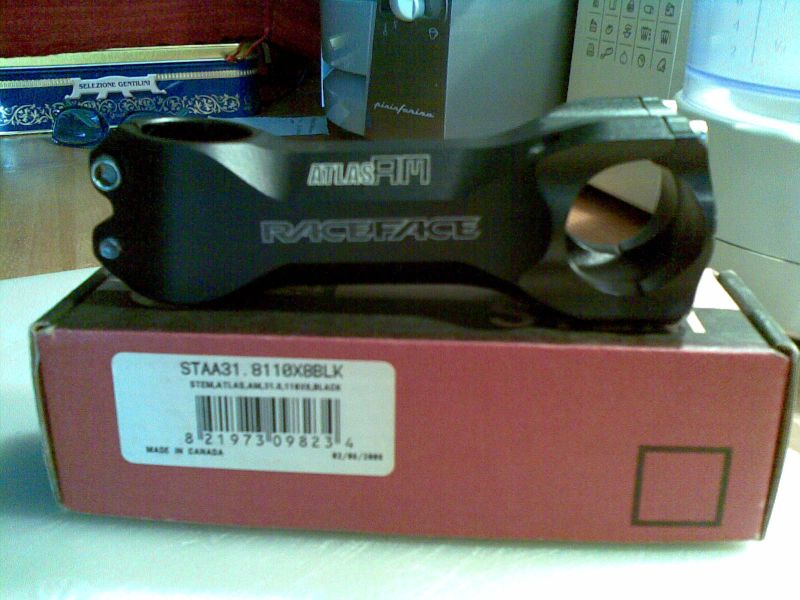 SELEZIONE GENTILINI
pininfarina
ATLAS AM
RACEFACE
STAA31.8110X8BLK
STEM,ATLAS,AM,31.8,110X8,BLACK
8 21973 09823 4
MADE IN CANADA